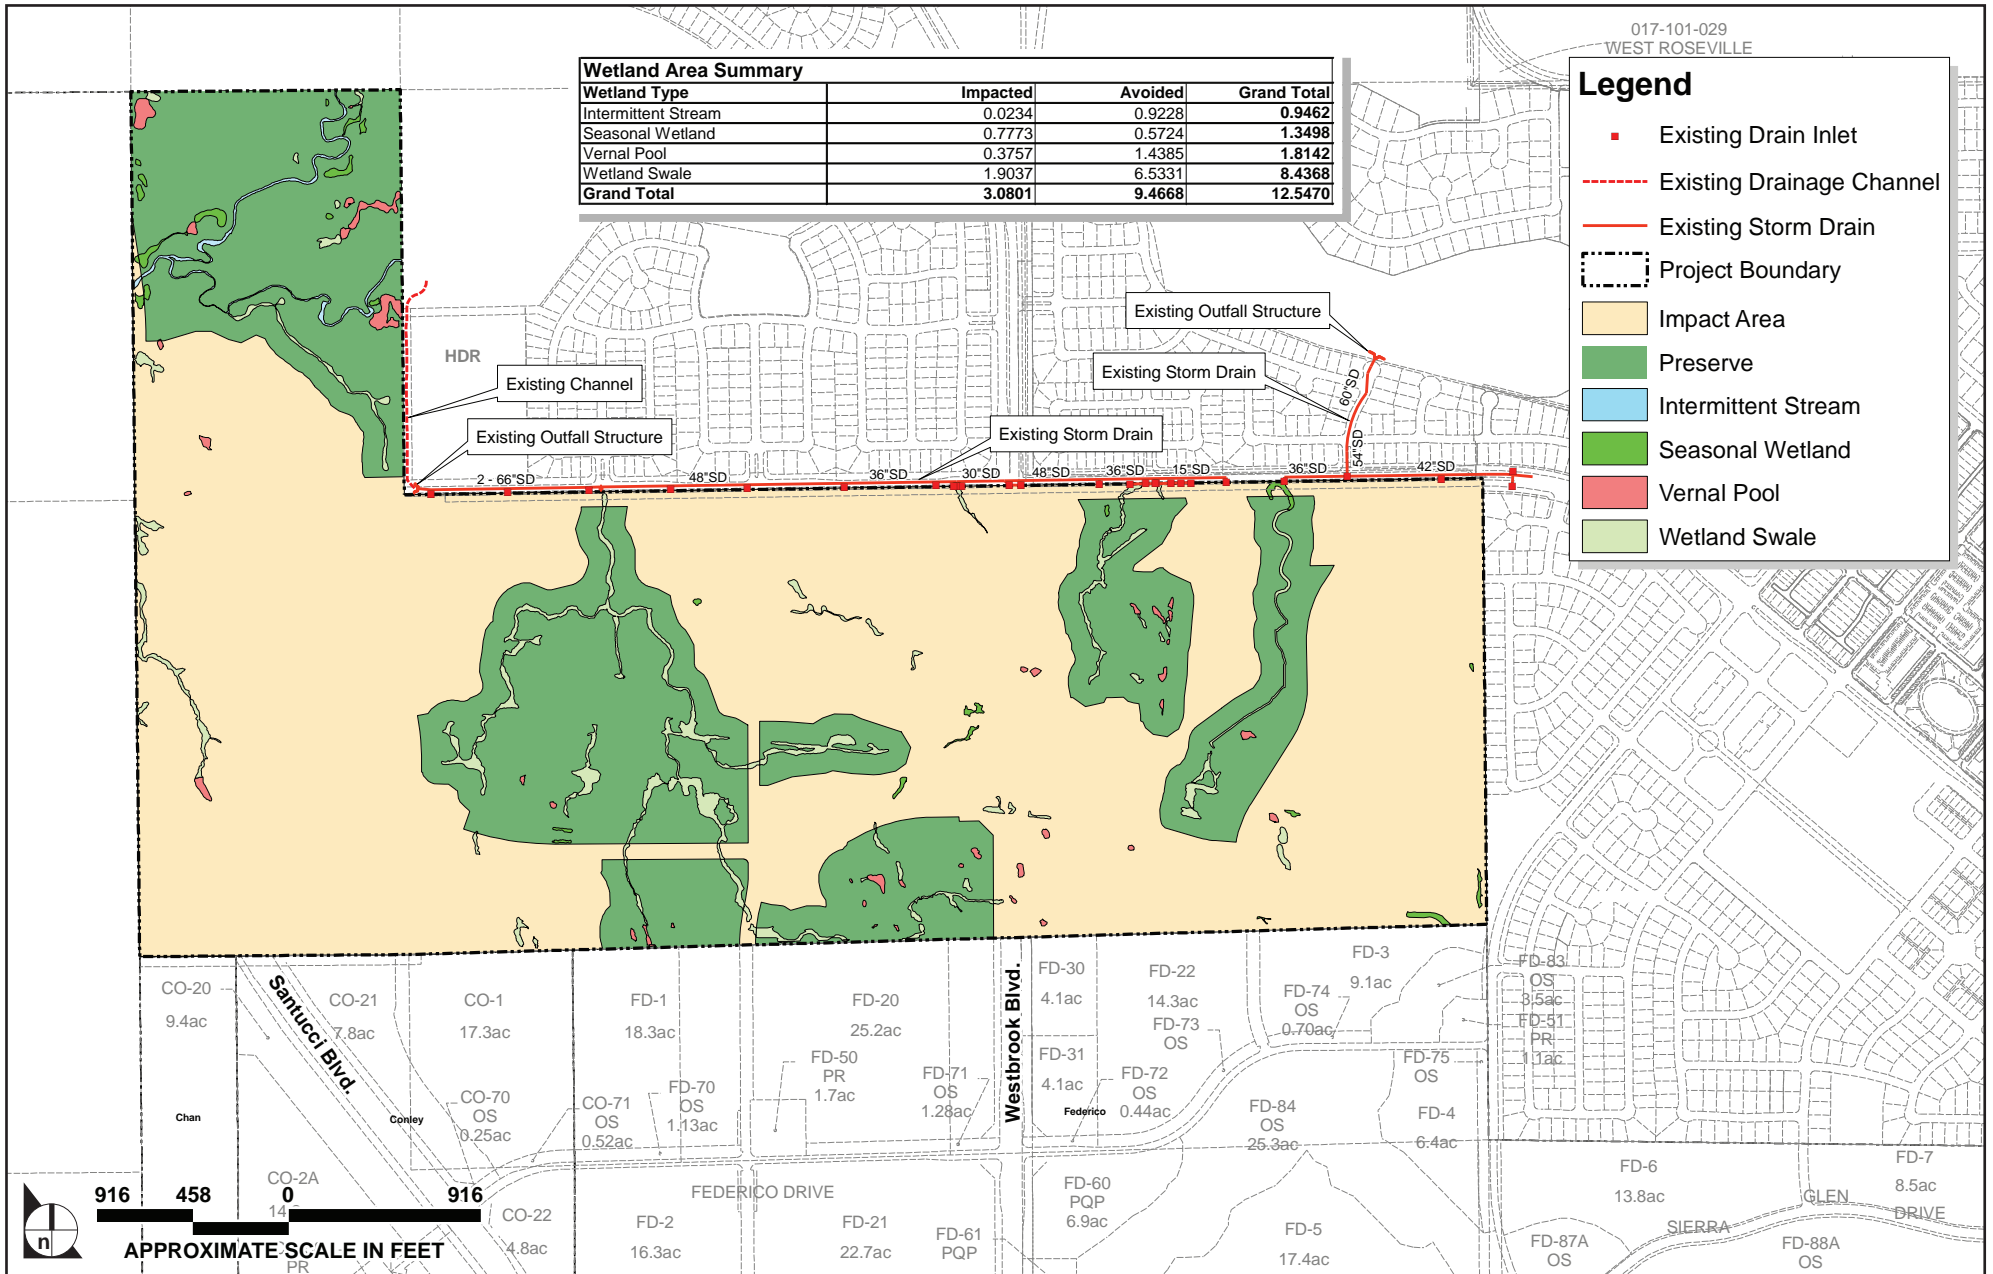 017-101-029
WEST ROSEVILLE
Wetland Area Summary
Wetland Type Impacted Avoided Grand Total
Intermittent Stream 0.0234 0.9228 0.9462
Seasonal Wetland 0.7773 0.5724 1.3498
Vernal Pool 0.3757 1.4385 1.8142
Wetland Swale 1.9037 6.5331 8.4368
Grand Total 3.0801 9.4668 12.5470
Legend
Existing Drain Inlet
Existing Drainage Channel
Existing Storm Drain
Project Boundary
Impact Area
Preserve
Intermittent Stream
Seasonal Wetland
Vernal Pool
Wetland Swale
HDR
Existing Channel
Existing Outfall Structure
Existing Outfall Structure
Existing Storm Drain
Existing Storm Drain
60"SD
54"SD
2 - 66"SD
48"SD
36"SD
30"SD
48"SD
36"SD
15"SD
36"SD
42"SD
CO-20
9.4ac
Santucci Blvd.
CO-21
7.8ac
CO-1
17.3ac
FD-1
18.3ac
FD-20
25.2ac
Westbrook Blvd.
FD-30
4.1ac
FD-22
14.3ac
FD-3
9.1ac
FD-74
OS
0.70ac
FD-83
OS
3.5ac
FD-51
PR
1.1ac
FD-73
OS
FD-31
4.1ac
FD-50
PR
1.7ac
FD-71
OS
1.28ac
FD-72
OS
0.44ac
FD-75
OS
FD-70
OS
1.13ac
CO-70
OS
0.25ac
CO-71
OS
0.52ac
Chan
Conley
Federico
FD-84
OS
25.3ac
FD-4
6.4ac
CO-2A
14.
PR
CO-22
4.8ac
FEDERICO DRIVE
FD-2
16.3ac
FD-21
22.7ac
FD-61
PQP
FD-60
PQP
6.9ac
FD-5
17.4ac
FD-6
13.8ac
FD-7
8.5ac
SIERRA
GLEN
DRIVE
FD-87A
OS
FD-88A
OS
n
916 458 0 916
APPROXIMATE SCALE IN FEET